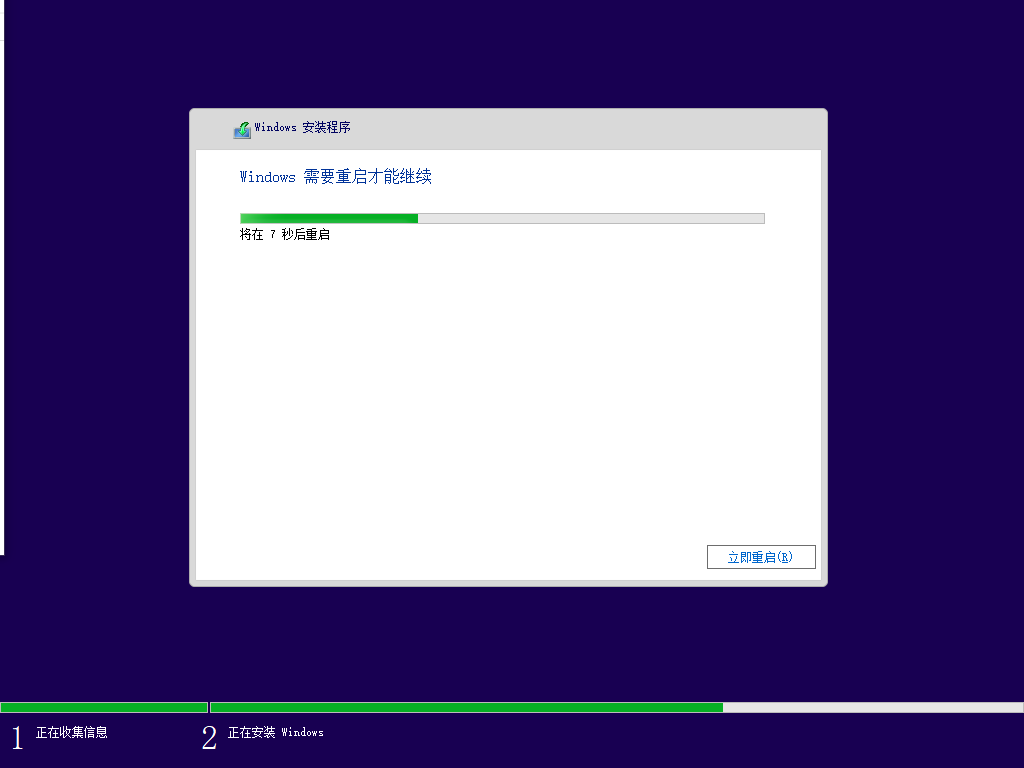 Windows 安装程序
Windows 需要重启才能继续
将在 7 秒后重启
立即重启(R)
1 正在收集信息
2 正在安装 Windows